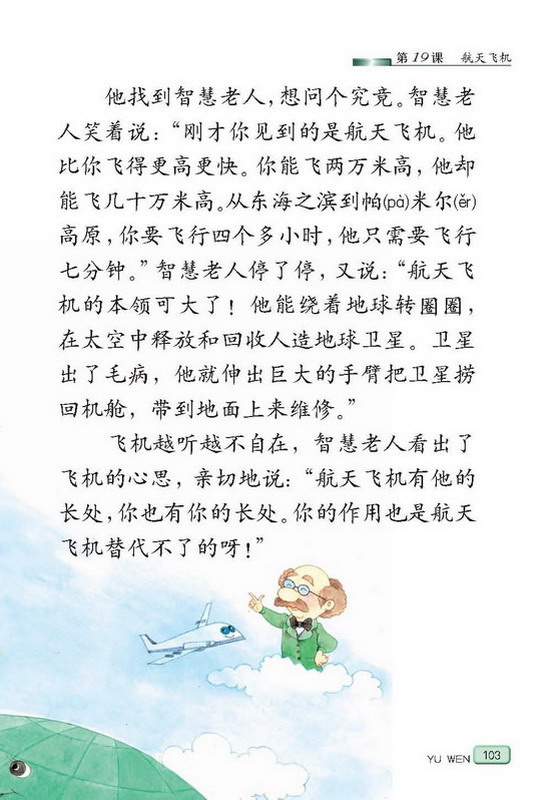 第19课 航天飞机
他找到智慧老人,想问个究竟。智慧老
人笑着说:“刚才你见到的是航天飞机。他
比你飞得更高更快。你能飞两万米高,他却
能飞几十万米高。从东海之滨到帕(pà)米尔(ěr)
高原,你要飞行四个多小时,他只需要飞行
七分钟。”智慧老人停了停,又说:“航天飞
机的本领可大了!他能绕着地球转圈圈,
在太空中释放和回收人造地球卫星。卫星
出了毛病,他就伸出巨大的手臂把卫星捞
回机舱,带到地面上来维修。”
飞机越听越不自在,智慧老人看出了
飞机的心思,亲切地说:“航天飞机有他的
长处,你也有你的长处。你的作用也是航天
飞机替代不了的呀!”
YU WEN 103